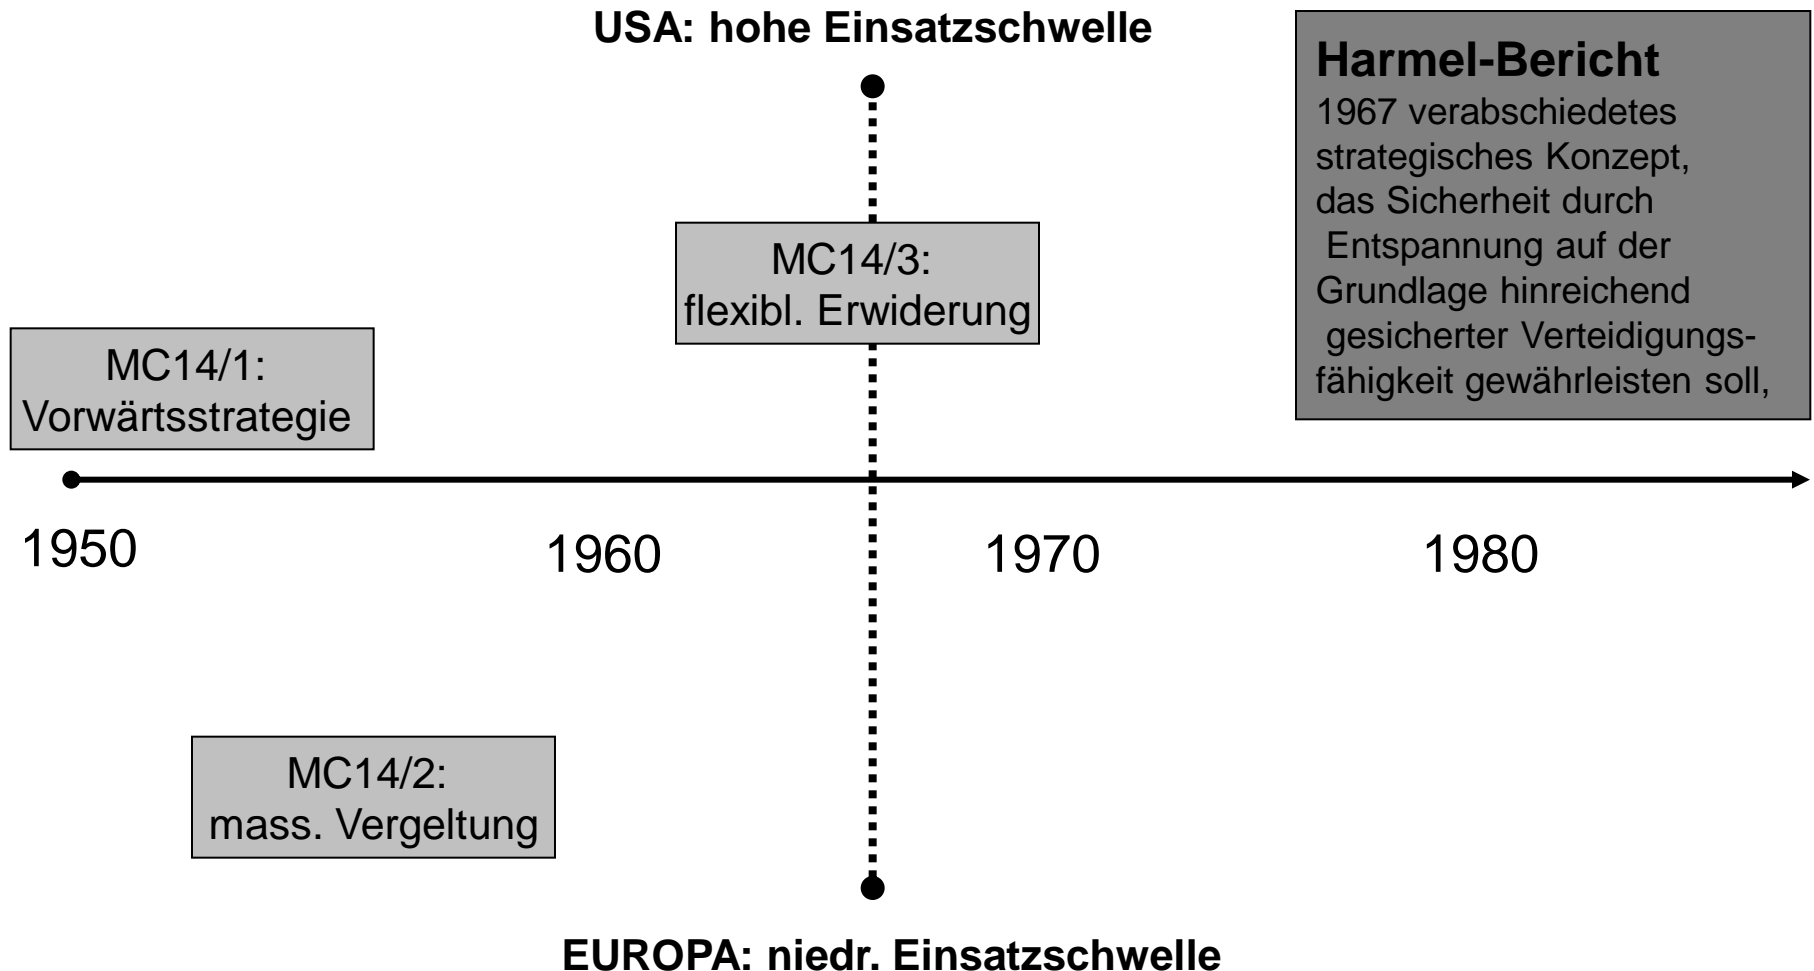 USA: hohe Einsatzschwelle
Harmel-Bericht
1967 verabschiedetes
strategisches Konzept,
das Sicherheit durch
Entspannung auf der
Grundlage hinreichend
gesicherter Verteidigungs-
fähigkeit gewährleisten soll,
MC14/3:
flexibl. Erwiderung
MC14/1:
Vorwärtsstrategie
1950
1960
1970
1980
MC14/2:
mass. Vergeltung
EUROPA: niedr. Einsatzschwelle